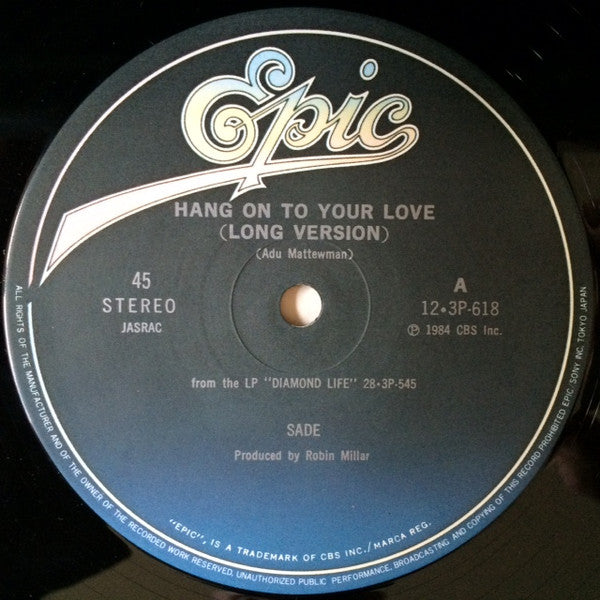 Epic
HANG ON TO YOUR LOVE
(LONG VERSION)
(Adu Mattewman)
45
STEREO
JASRAC
A
12•3P-618
Ⓟ 1984 CBS Inc.
from the LP "DIAMOND LIFE" 28•3P-545
SADE
Produced by Robin Millar
"EPIC", IS A TRADEMARK OF CBS INC./MARCA REG.
ALL RIGHTS OF THE MANUFACTURER AND OF THE OWNER OF THE RECORDED WORK RESERVED, UNAUTHORIZED PUBLIC PERFORMANCE, BROADCASTING AND COPYING OF THIS RECORD PROHIBITED EPIC, SONY INC. TOKYO JAPAN.